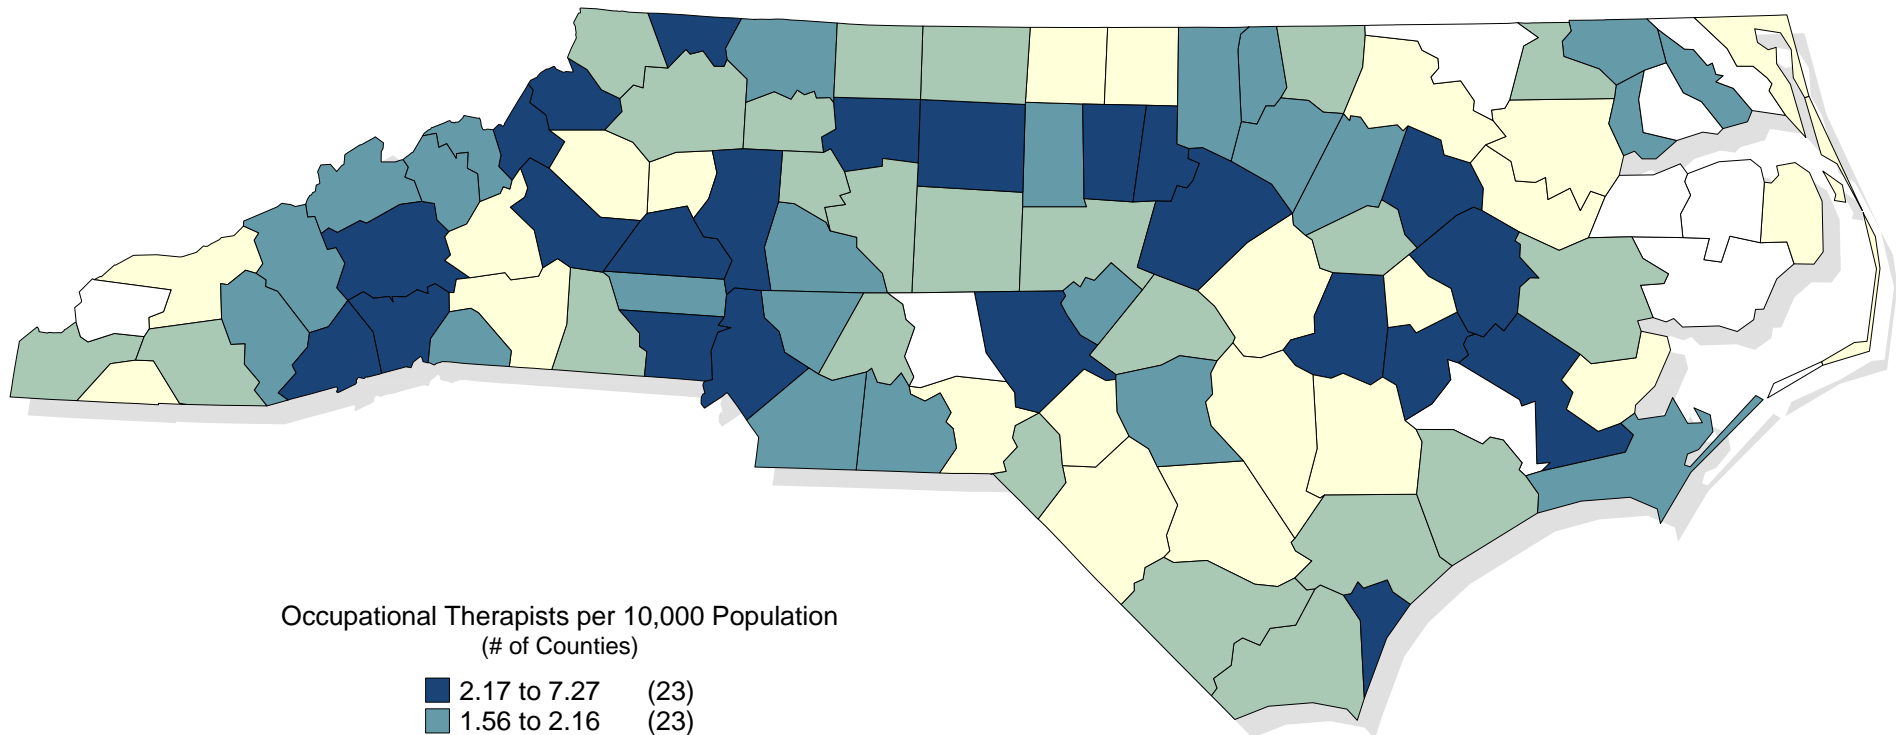 Occupational Therapists per 10,000 Population
(# of Counties)
2.17 to 7.27 (23)
1.56 to 2.16 (23)